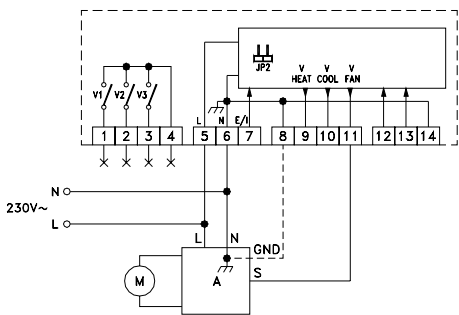 JP2
V V V
HEAT COOL FAN
V1 V2 V3
L N E/I
1 2 3 4 5 6 7 8 9 10 11 12 13 14
N
230V~
L
L N GND
M A S